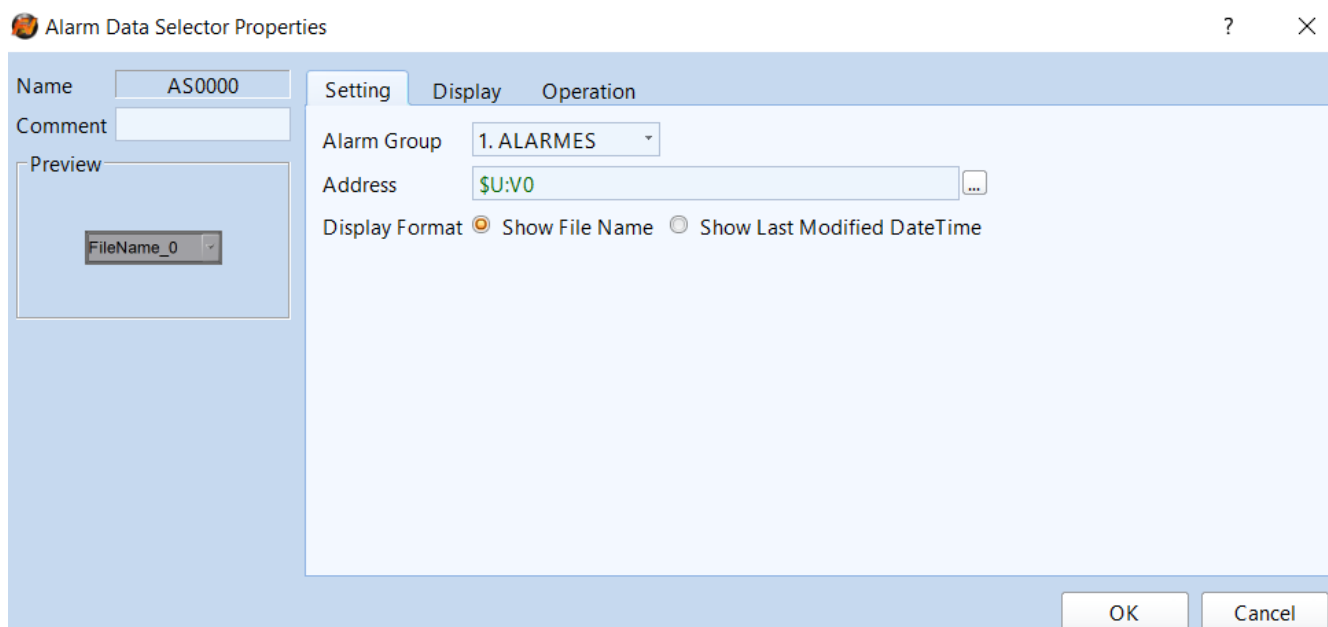 Alarm Data Selector Properties
?
Name AS0000
Comment
Preview
FileName_0
Setting Display Operation
Alarm Group 1. ALARMES
Address $U:V0 ...
Display Format Show File Name Show Last Modified DateTime
OK Cancel